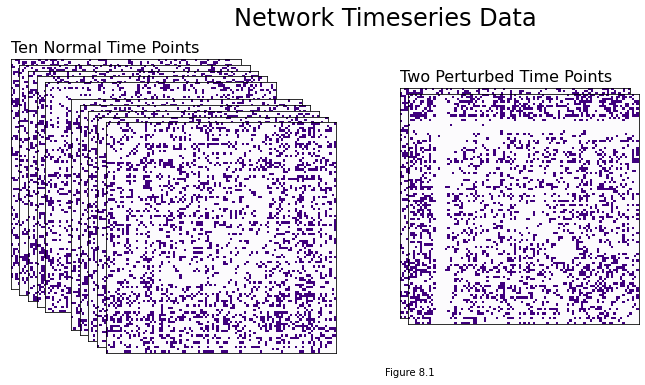 Network Timeseries Data
Ten Normal Time Points
Two Perturbed Time Points
Figure 8.1